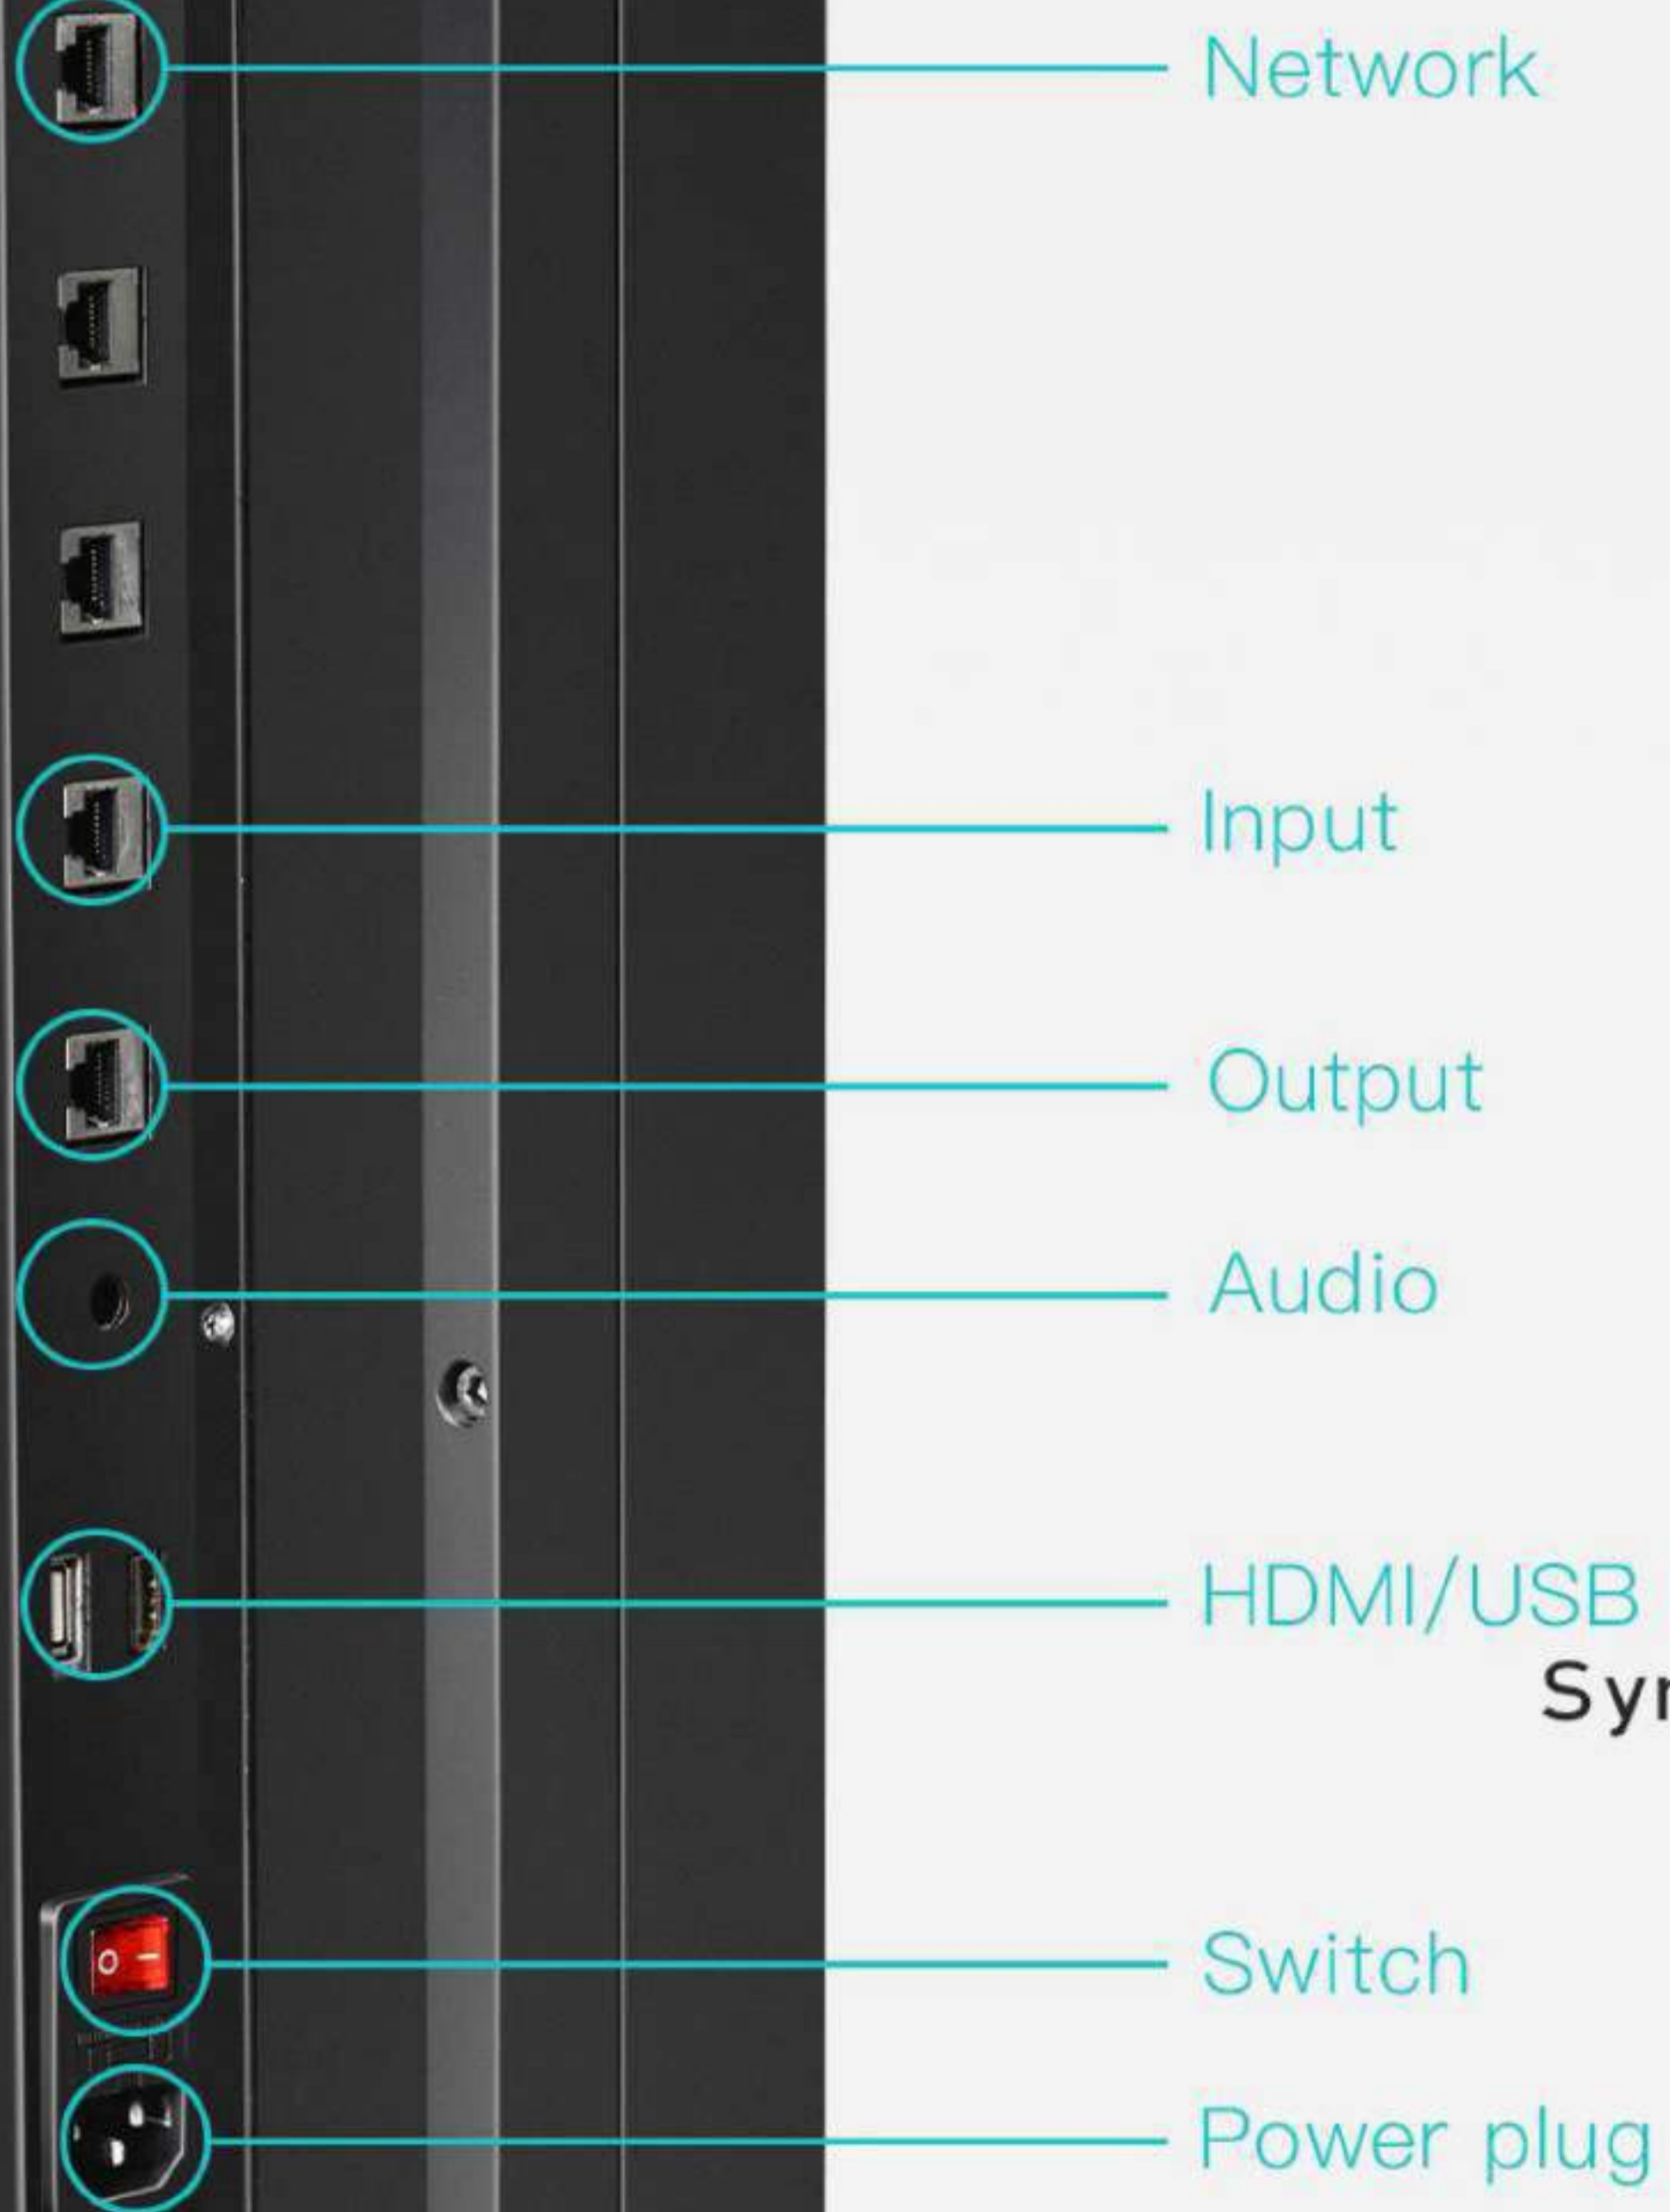 Network
Input
Output
Audio
HDMI/USB
Switch
Power plug